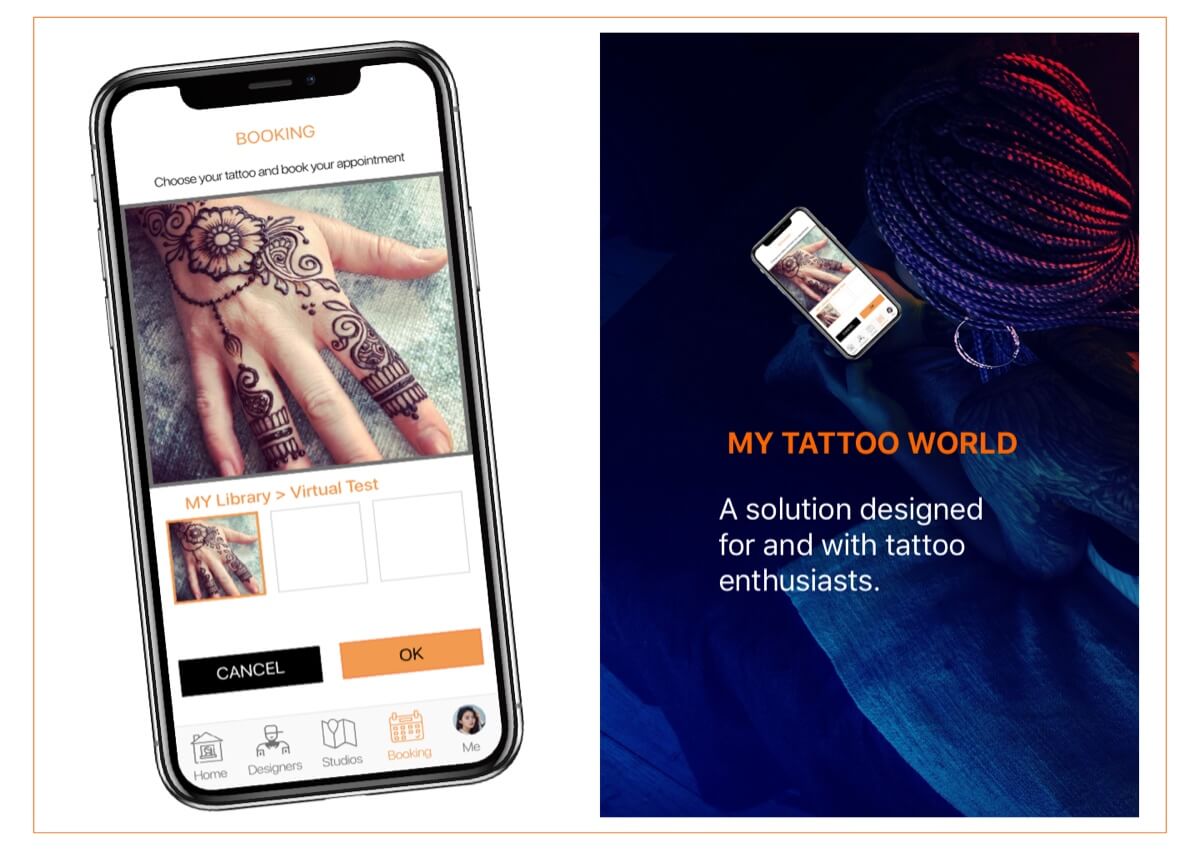 BOOKING
Choose your tattoo and book your appointment
MY Library > Virtual Test
CANCEL
OK
Home
Designers
Studios
Booking
Me
MY TATTOO WORLD
A solution designed
for and with tattoo
enthusiasts.